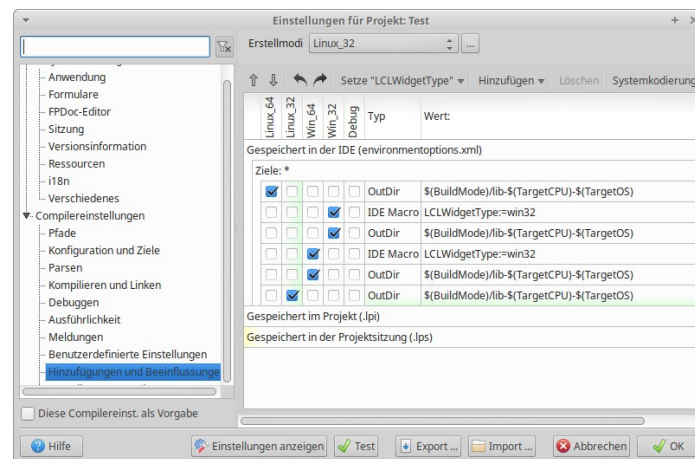 Einstellungen für Projekt: Test
Erstellmodi Linux_32 ...
Anwendung
Formulare
FPDoc-Editor
Sitzung
Versionsinformation
Ressourcen
i18n
Verschiedenes
Compilereinstellungen
Pfade
Konfiguration und Ziele
Parsen
Kompilieren und Linken
Debuggen
Ausführlichkeit
Meldungen
Benutzerdefinierte Einstellungen
Hinzufügungen und Beeinflussunge
Diese Compilereinst. als Vorgabe
Setze "LCLWidgetType" Hinzufügen Löschen Systemkodierung
Linux_64 Linux_32 Win_64 Win_32 Debug Typ Wert:
Gespeichert in der IDE (environmentoptions.xml)
Ziele: *
OutDir $(BuildMode)/lib-$(TargetCPU)-$(TargetOS)
IDE Macro LCLWidgetType:=win32
OutDir $(BuildMode)/lib-$(TargetCPU)-$(TargetOS)
IDE Macro LCLWidgetType:=win32
OutDir $(BuildMode)/lib-$(TargetCPU)-$(TargetOS)
OutDir $(BuildMode)/lib-$(TargetCPU)-$(TargetOS)
Gespeichert im Projekt (.lpi)
Gespeichert in der Projektsitzung (.lps)
Hilfe Einstellungen anzeigen Test Export ... Import ... Abbrechen OK